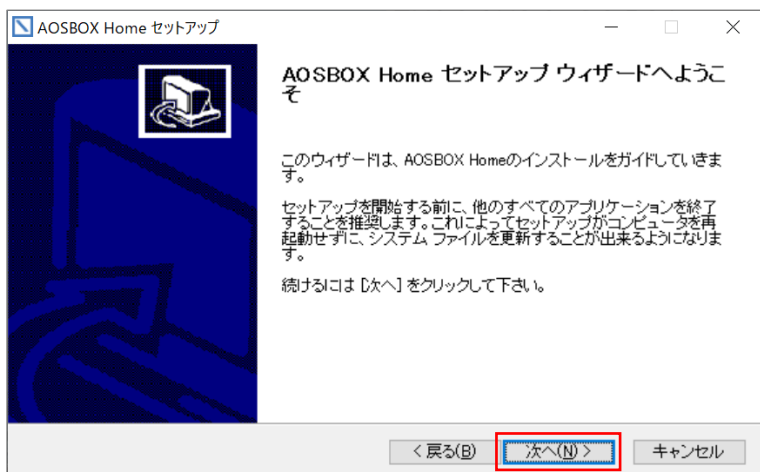 AOSBOX Home セットアップ
AOSBOX Home セットアップ ウィザードへようこ
そ
このウィザードは、AOSBOX Homeのインストールをガイドしていきま
す。
セットアップを開始する前に、他のすべてのアプリケーションを終了
することを推奨します。これによってセットアップがコンピュータを再
起動せずに、システム ファイルを更新することが出来るようになりま
す。
続けるには [次へ] をクリックして下さい。
< 戻る(B) 次へ(N) > キャンセル